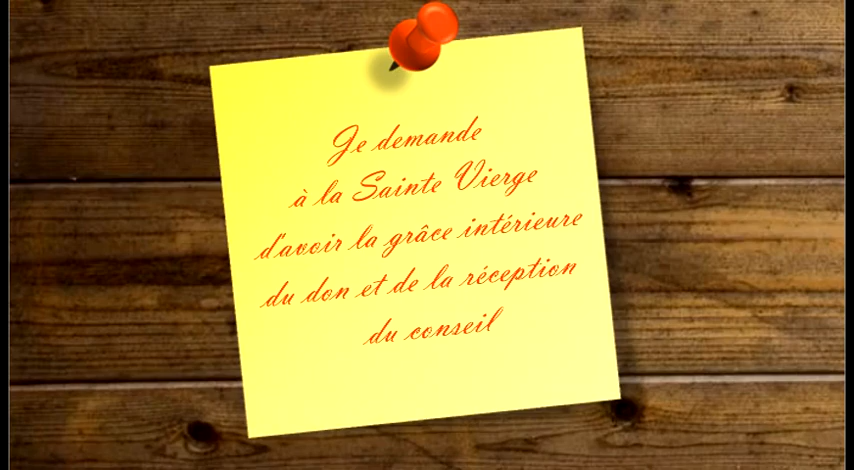 Je demande
à la Sainte Vierge
d'avoir la grâce intérieure
du don et de la réception
du conseil